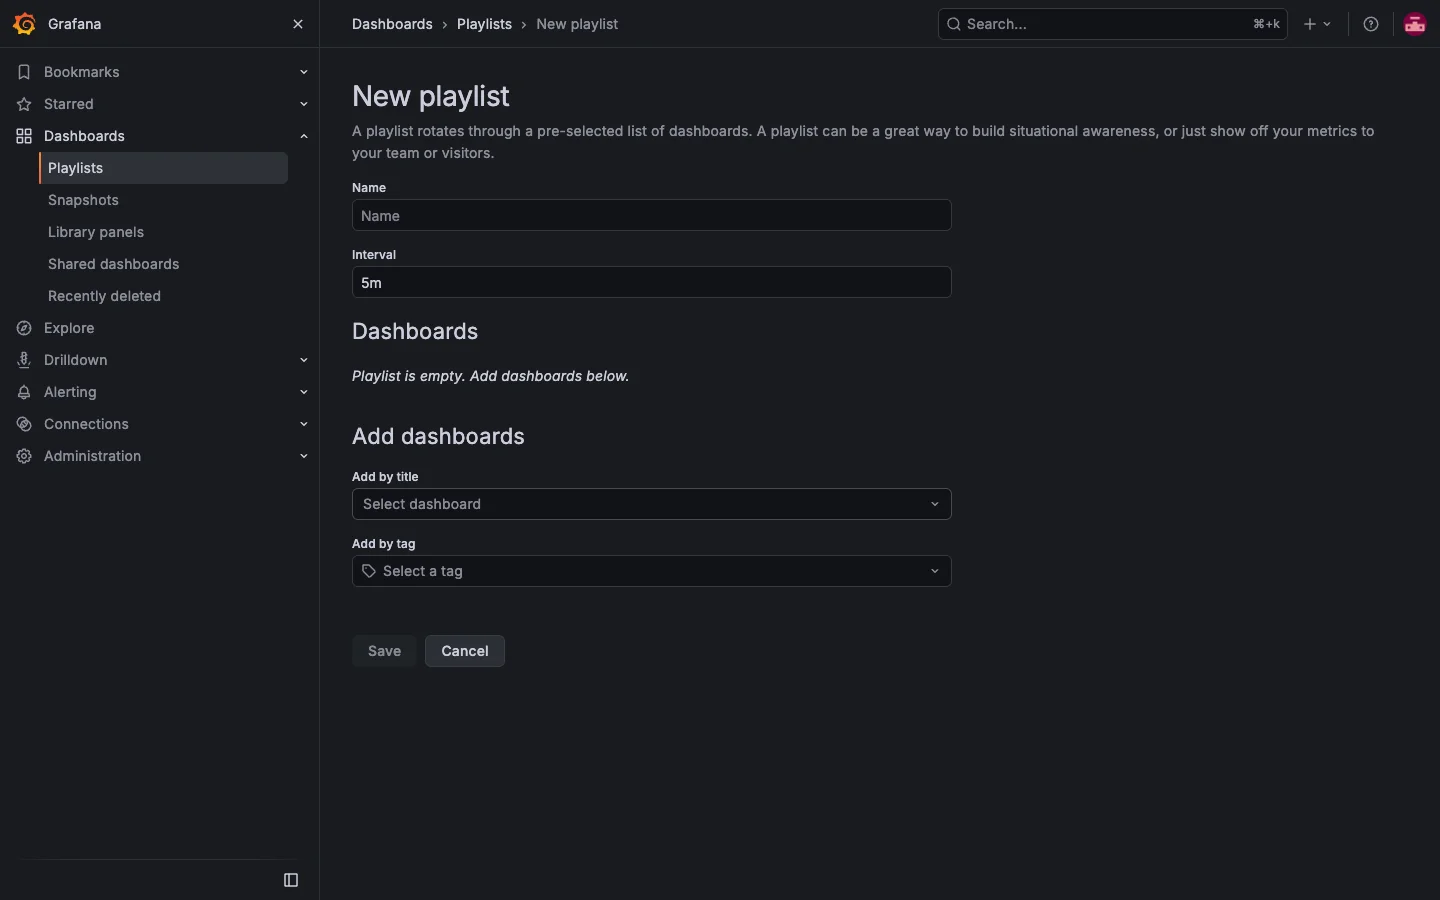 Grafana
Dashboards › Playlists › New playlist
Search...
⌘+k
Bookmarks
Starred
Dashboards
Playlists
Snapshots
Library panels
Shared dashboards
Recently deleted
Explore
Drilldown
Alerting
Connections
Administration
New playlist
A playlist rotates through a pre-selected list of dashboards. A playlist can be a great way to build situational awareness, or just show off your metrics to
your team or visitors.
Name
Name
Interval
5m
Dashboards
Playlist is empty. Add dashboards below.
Add dashboards
Add by title
Select dashboard
Add by tag
Select a tag
Save
Cancel